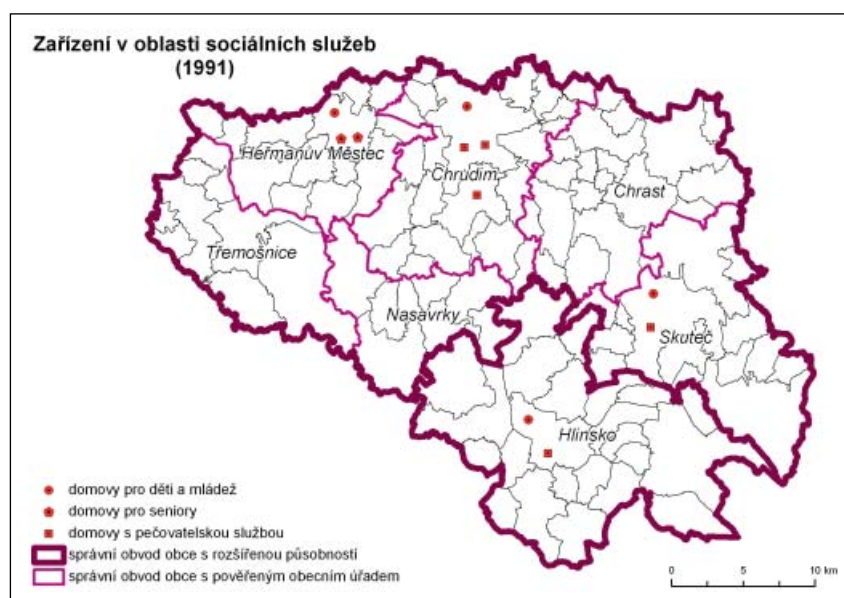 Zařízení v oblasti sociálních služeb
(1991)
Heřmanův Městec
Chrudim
Chrast
Třemošnice
Nasavrky
Skuteč
Hlinsko
domovy pro děti a mládež
domovy pro seniory
domovy s pečovatelskou službou
správní obvod obce s rozšířenou působností
správní obvod obce s pověřeným obecním úřadem
0 5 10 km